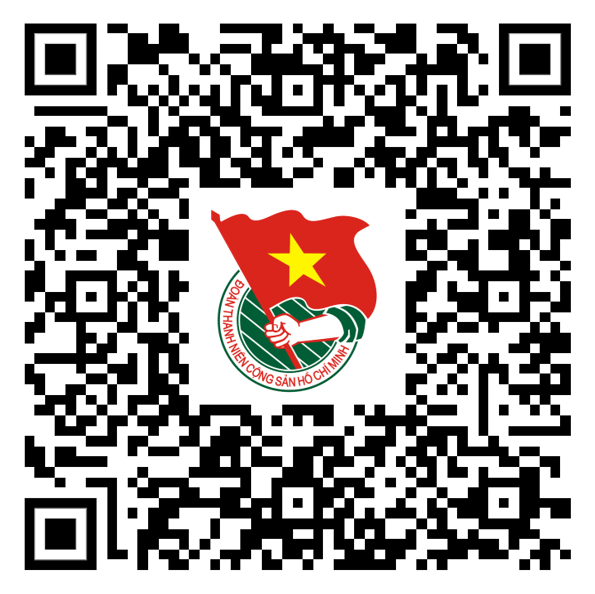 ĐOÀN THANH NIÊN CỘNG SẢN HỒ CHÍ MINH